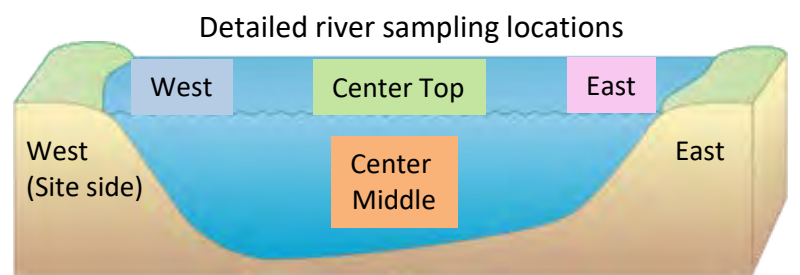 Detailed river sampling locations
West
Center Top
East
West
(Site side)
Center
Middle
East